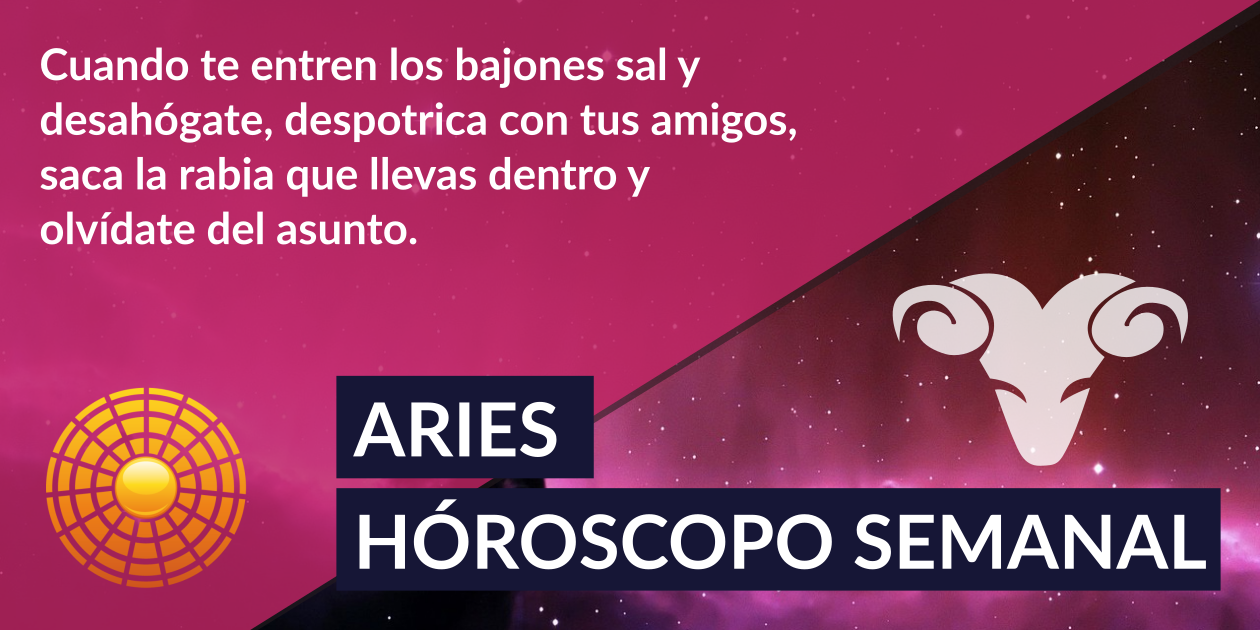 Cuando te entren los bajones sal y
desahógate, despotrica con tus amigos,
saca la rabia que llevas dentro y
olvídate del asunto.
ARIES
HÓROSCOPO SEMANAL